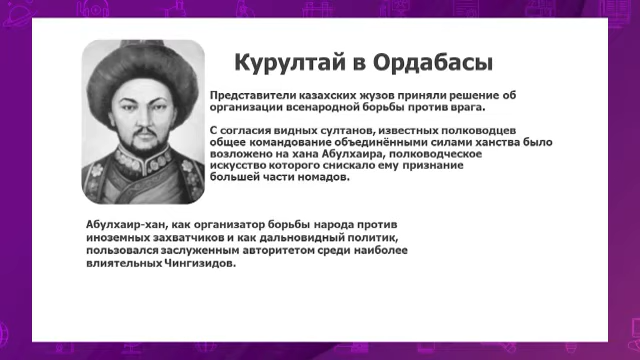 Курултай в Ордабасы
Представители казахских жузов приняли решение об
организации всенародной борьбы против врага.
С согласия видных султанов, известных полководцев
общее командование объединёнными силами ханства было
возложено на хана Абулхаира, полководческое
искусство которого снискало ему признание
большей части номадов.
Абулхаир-хан, как организатор борьбы народа против
иноземных захватчиков и как дальновидный политик,
пользовался заслуженным авторитетом среди наиболее
влиятельных Чингизидов.